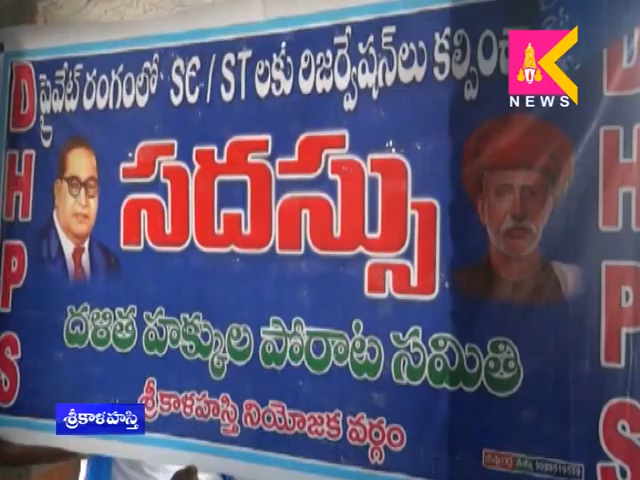 ప్రైవేట్ రంగంలో SC / ST లకు రిజర్వేషన్‌లు కల్పించా
K
NEWS
DHPS
సదస్సు
DHPS
దళిత హక్కుల పోరాట సమితి
శ్రీకాళహస్తి నియోజక వర్గం
శ్రీకాళహస్తి